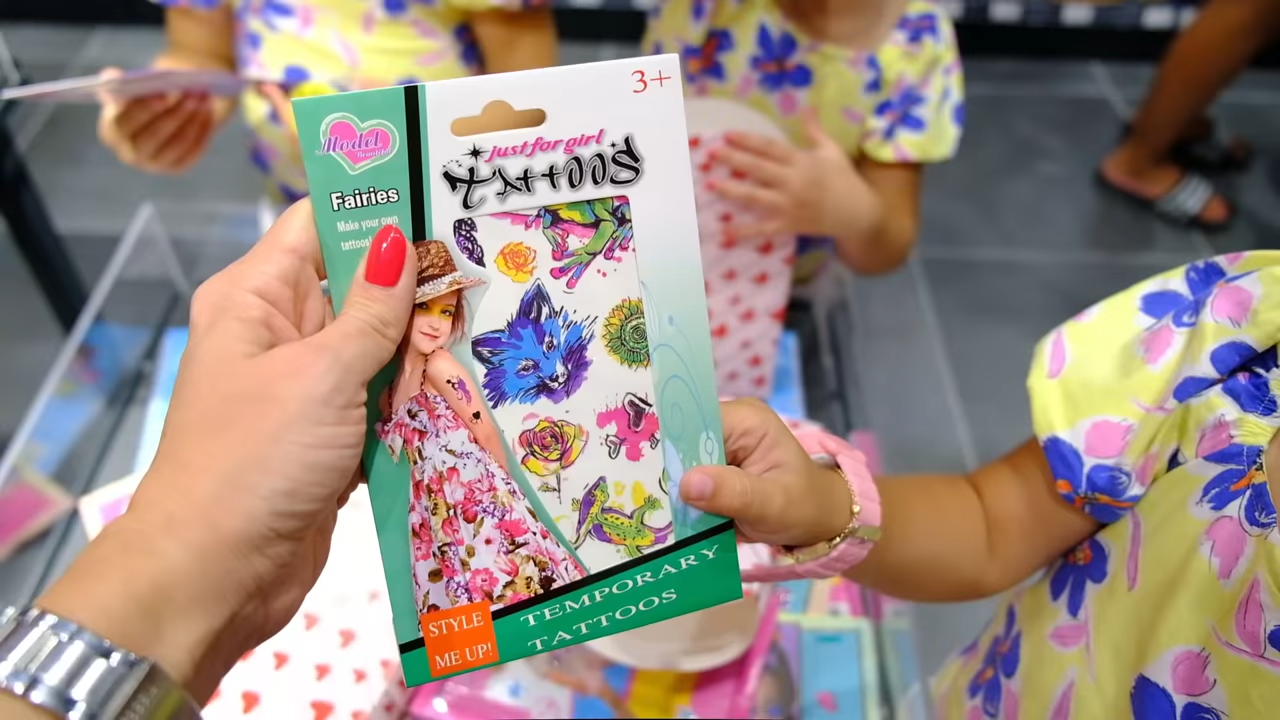 3+
Model
Beautiful
just for girl
TATTOOS
Fairies
Make your own
tattoos!
STYLE
ME UP!
TEMPORARY
TATTOOS